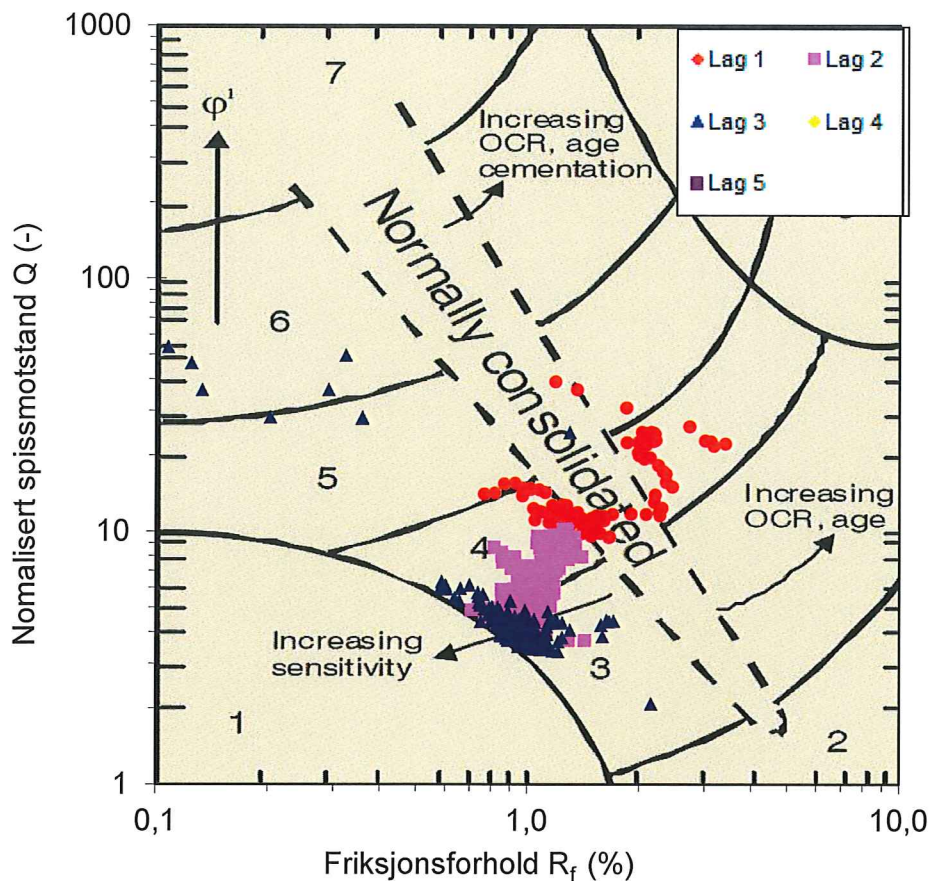 1000
100
10
1
Nomalisert spissmotstand Q (-)
0,1
1,0
10,0
Friksjonsforhold Rf (%)
Lag 1
Lag 2
Lag 3
Lag 4
Lag 5
7
φ¹
Increasing
OCR, age
cementation
Normally consolidated
6
5
4
Increasing
OCR, age
Increasing
sensitivity
3
1
2